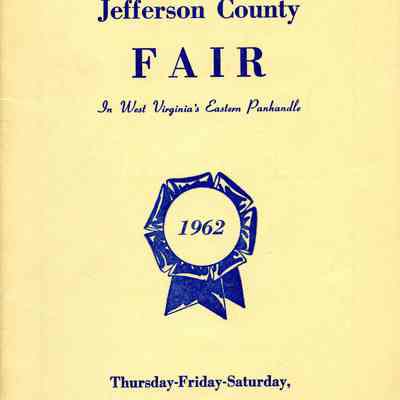 Jefferson County
FAIR
In West Virginia's Eastern Panhandle
1962
Thursday-Friday-Saturday,